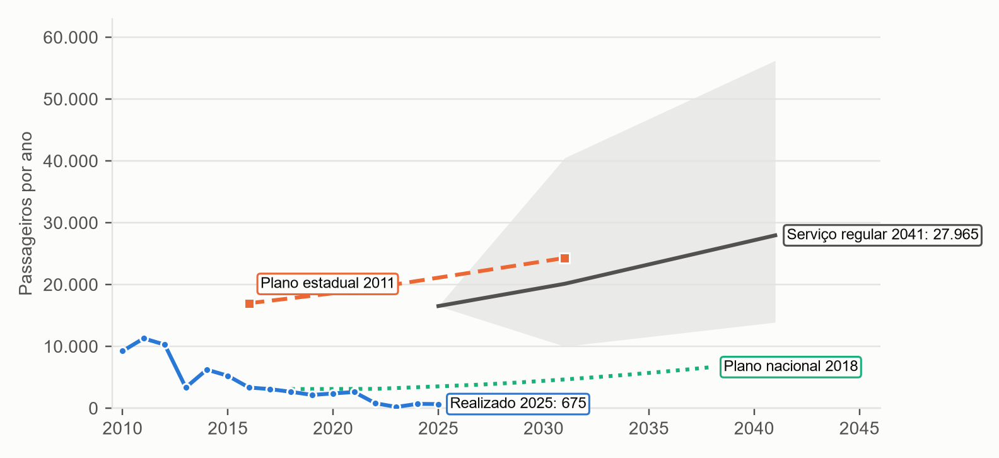 60.000
50.000
40.000
30.000
20.000
10.000
0
Passageiros por ano
Serviço regular 2041: 27.965
Plano estadual 2011
Plano nacional 2018
Realizado 2025: 675
2010 2015 2020 2025 2030 2035 2040 2045